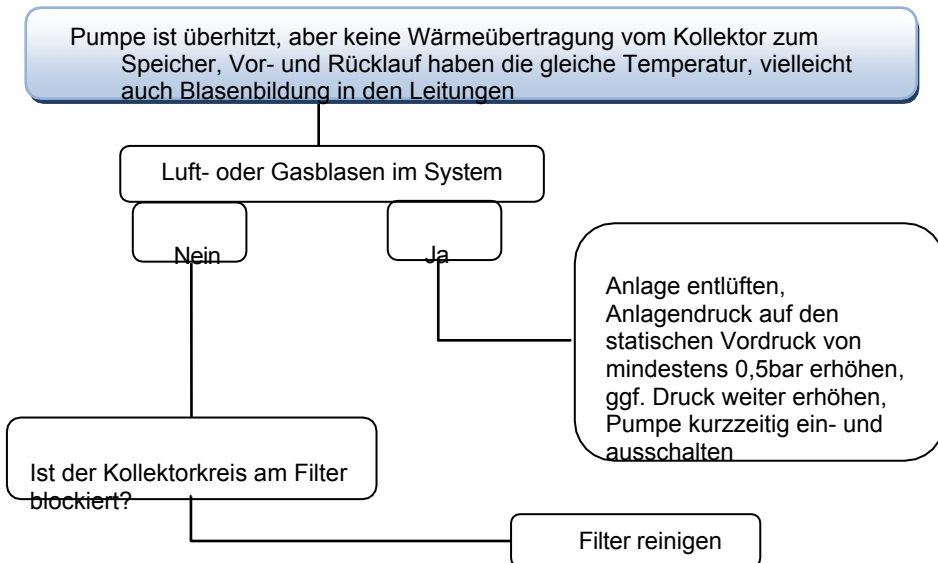 Pumpe ist überhitzt, aber keine Wärmeübertragung vom Kollektor zum
Speicher, Vor- und Rücklauf haben die gleiche Temperatur, vielleicht
auch Blasenbildung in den Leitungen
Luft- oder Gasblasen im System
Nein
Ja
Anlage entlüften,
Anlagendruck auf den
statischen Vordruck von
mindestens 0,5bar erhöhen,
ggf. Druck weiter erhöhen,
Pumpe kurzzeitig ein- und
ausschalten
Ist der Kollektorkreis am Filter
blockiert?
Filter reinigen